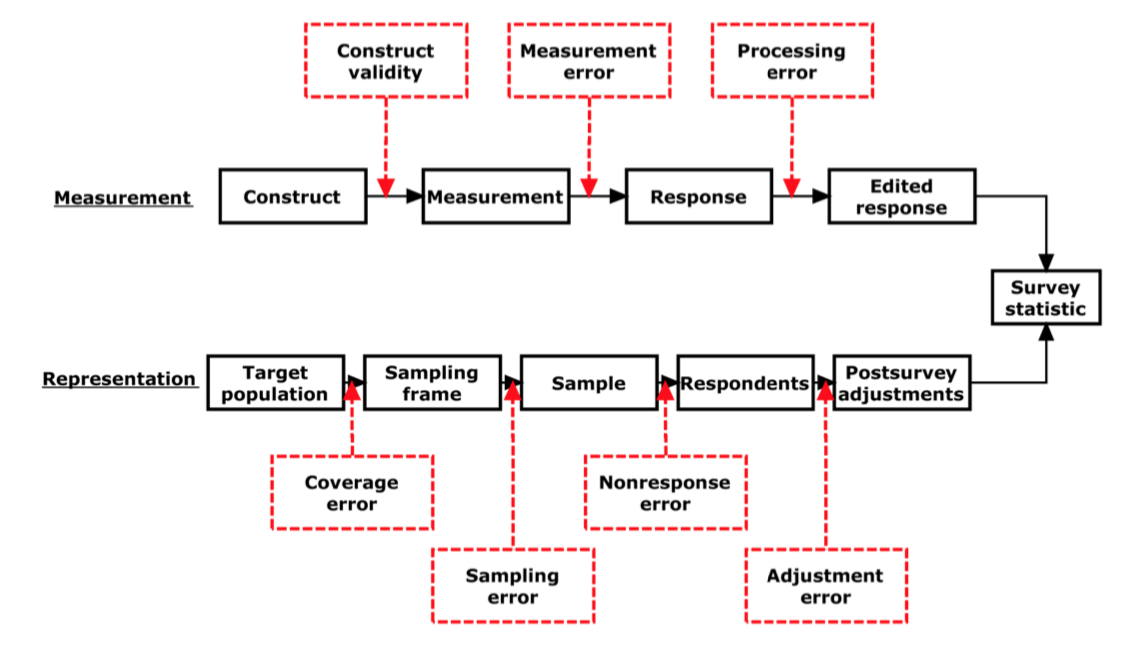 Construct
validity
Measurement
error
Processing
error
Measurement
Construct
Measurement
Response
Edited
response
Survey
statistic
Representation
Target
population
Sampling
frame
Sample
Respondents
Postsurvey
adjustments
Coverage
error
Nonresponse
error
Sampling
error
Adjustment
error